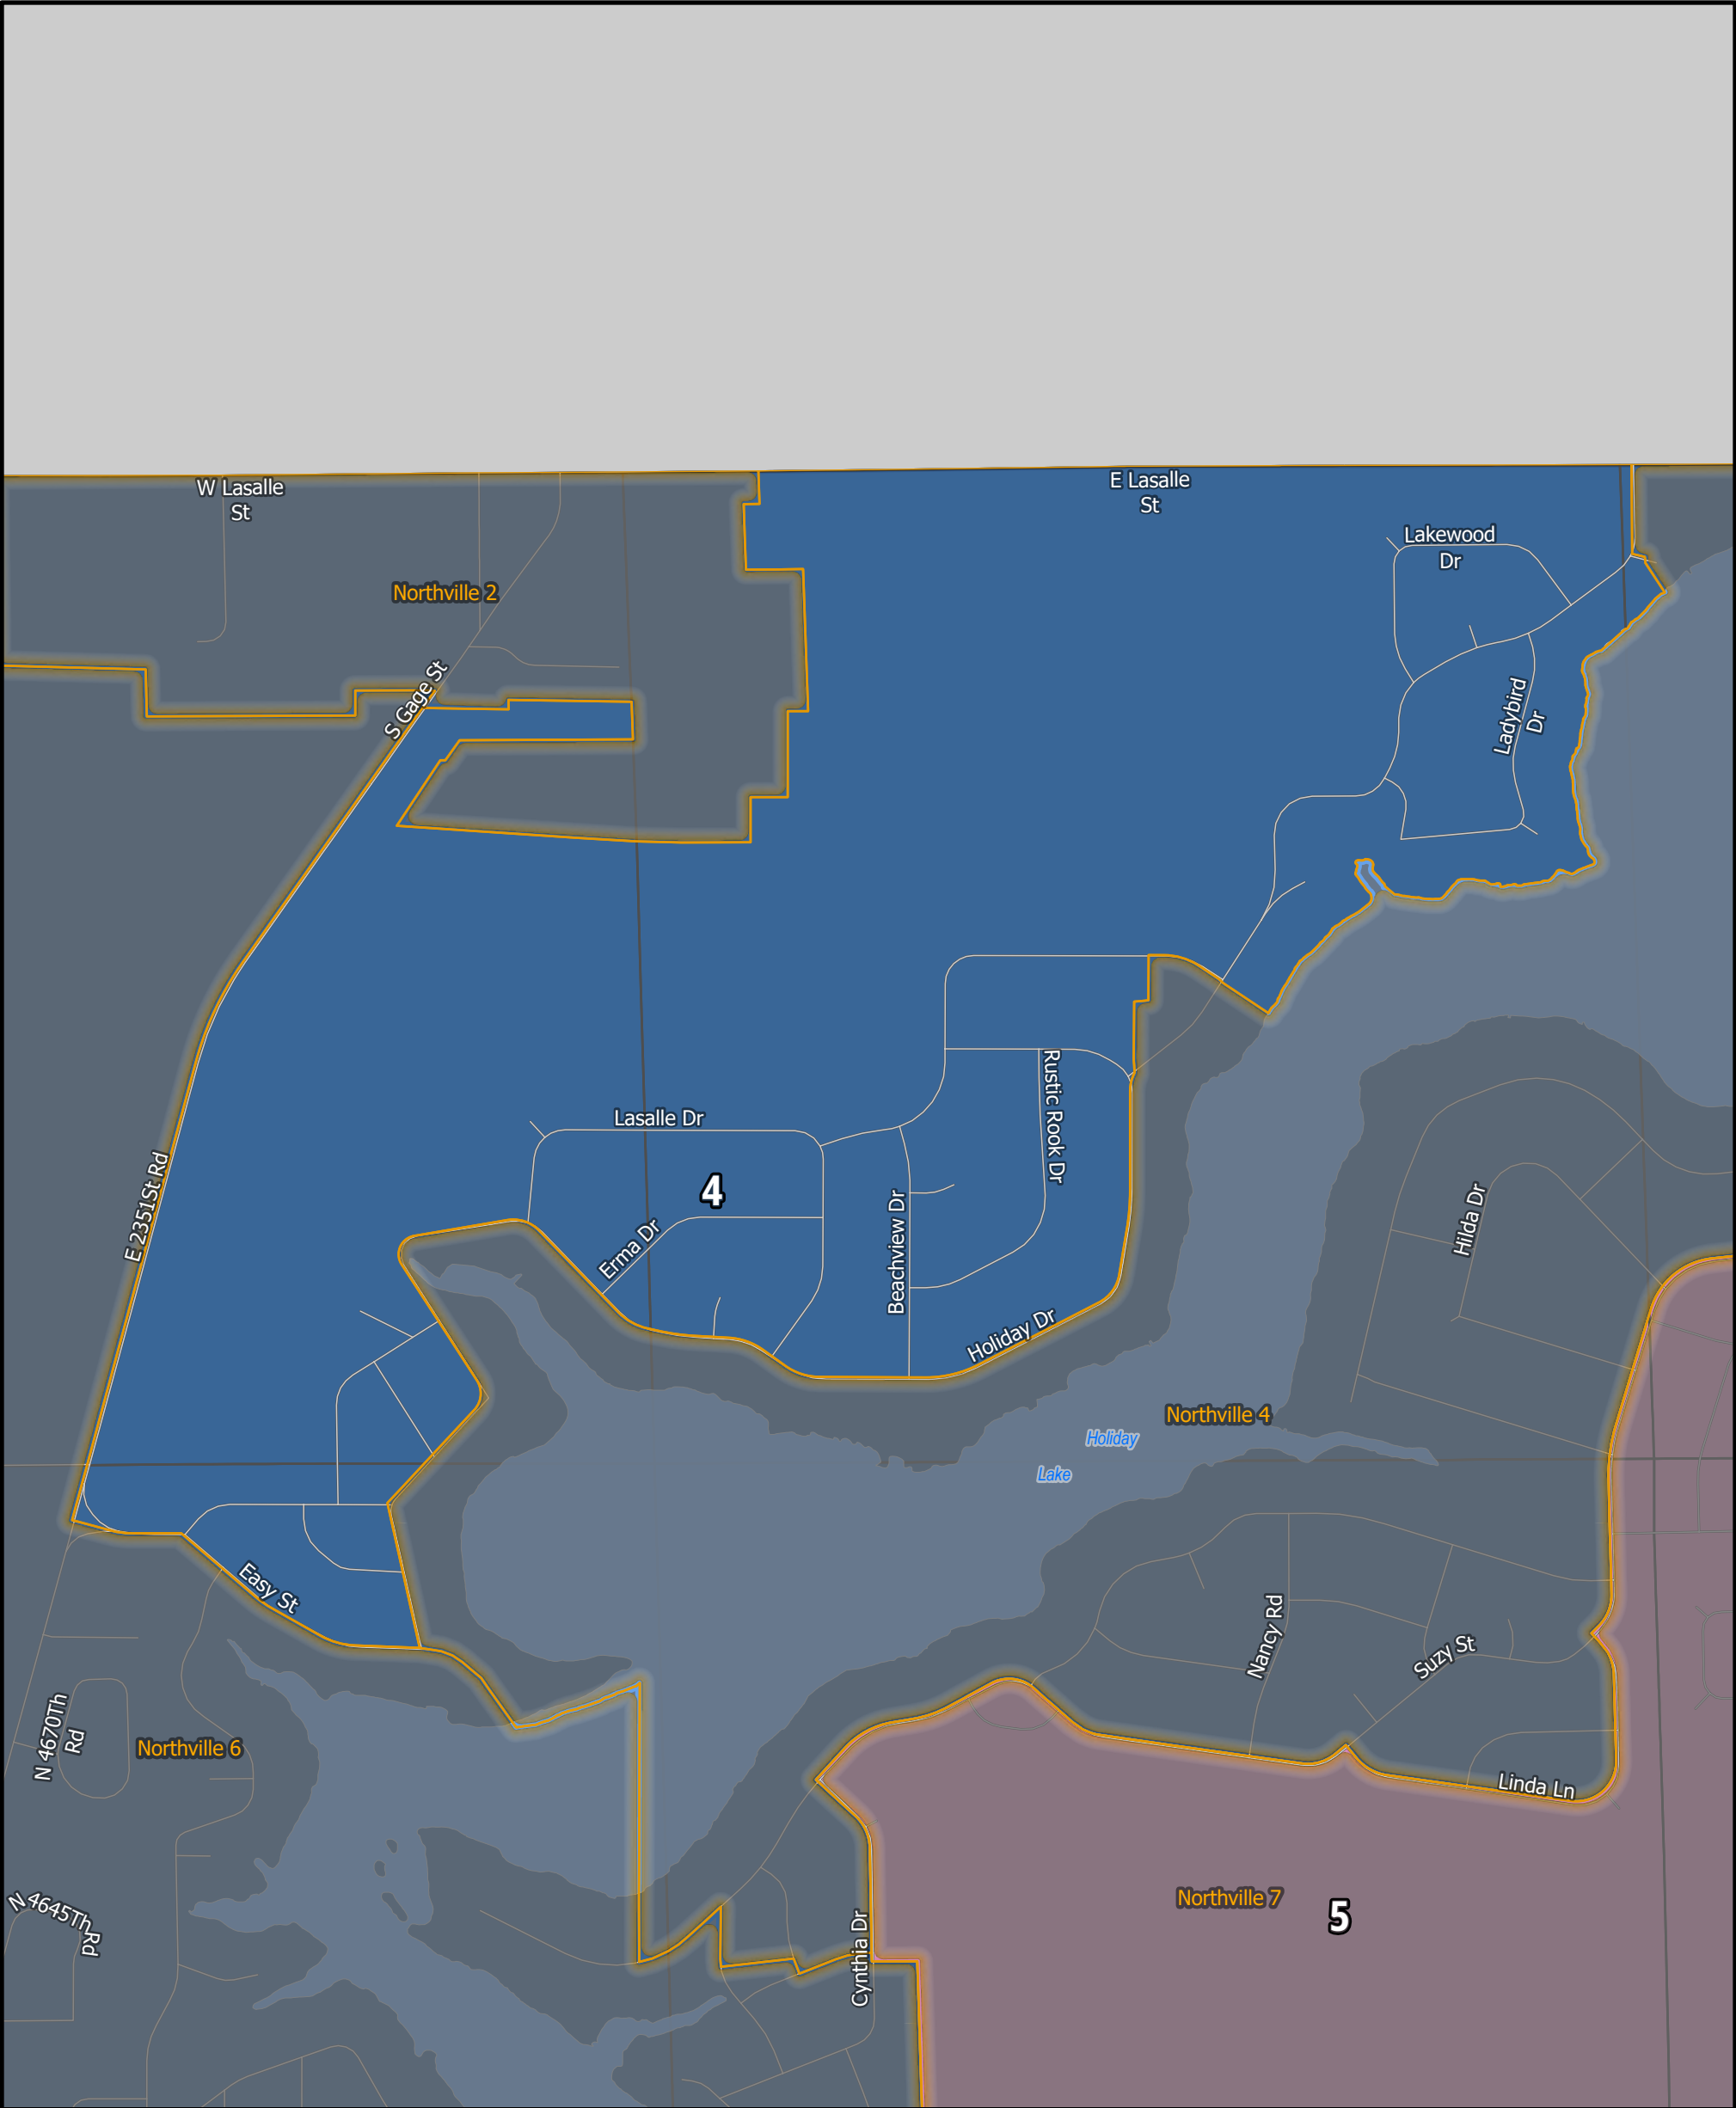 W Lasalle
St
E Lasalle
St
Lakewood
Dr
Northville 2
S Gage St
Ladybird
Dr
Rustic Rook Dr
Lasalle Dr
E 2351St Rd
4
Hilda Dr
Erma Dr
Beachview Dr
Holiday Dr
Northville 4
Holiday
Lake
Easy St
Nancy Rd
Suzy St
N 4670Th
Rd
Northville 6
Linda Ln
Northville 7
5
N 4645Th
Rd
Cynthia Dr